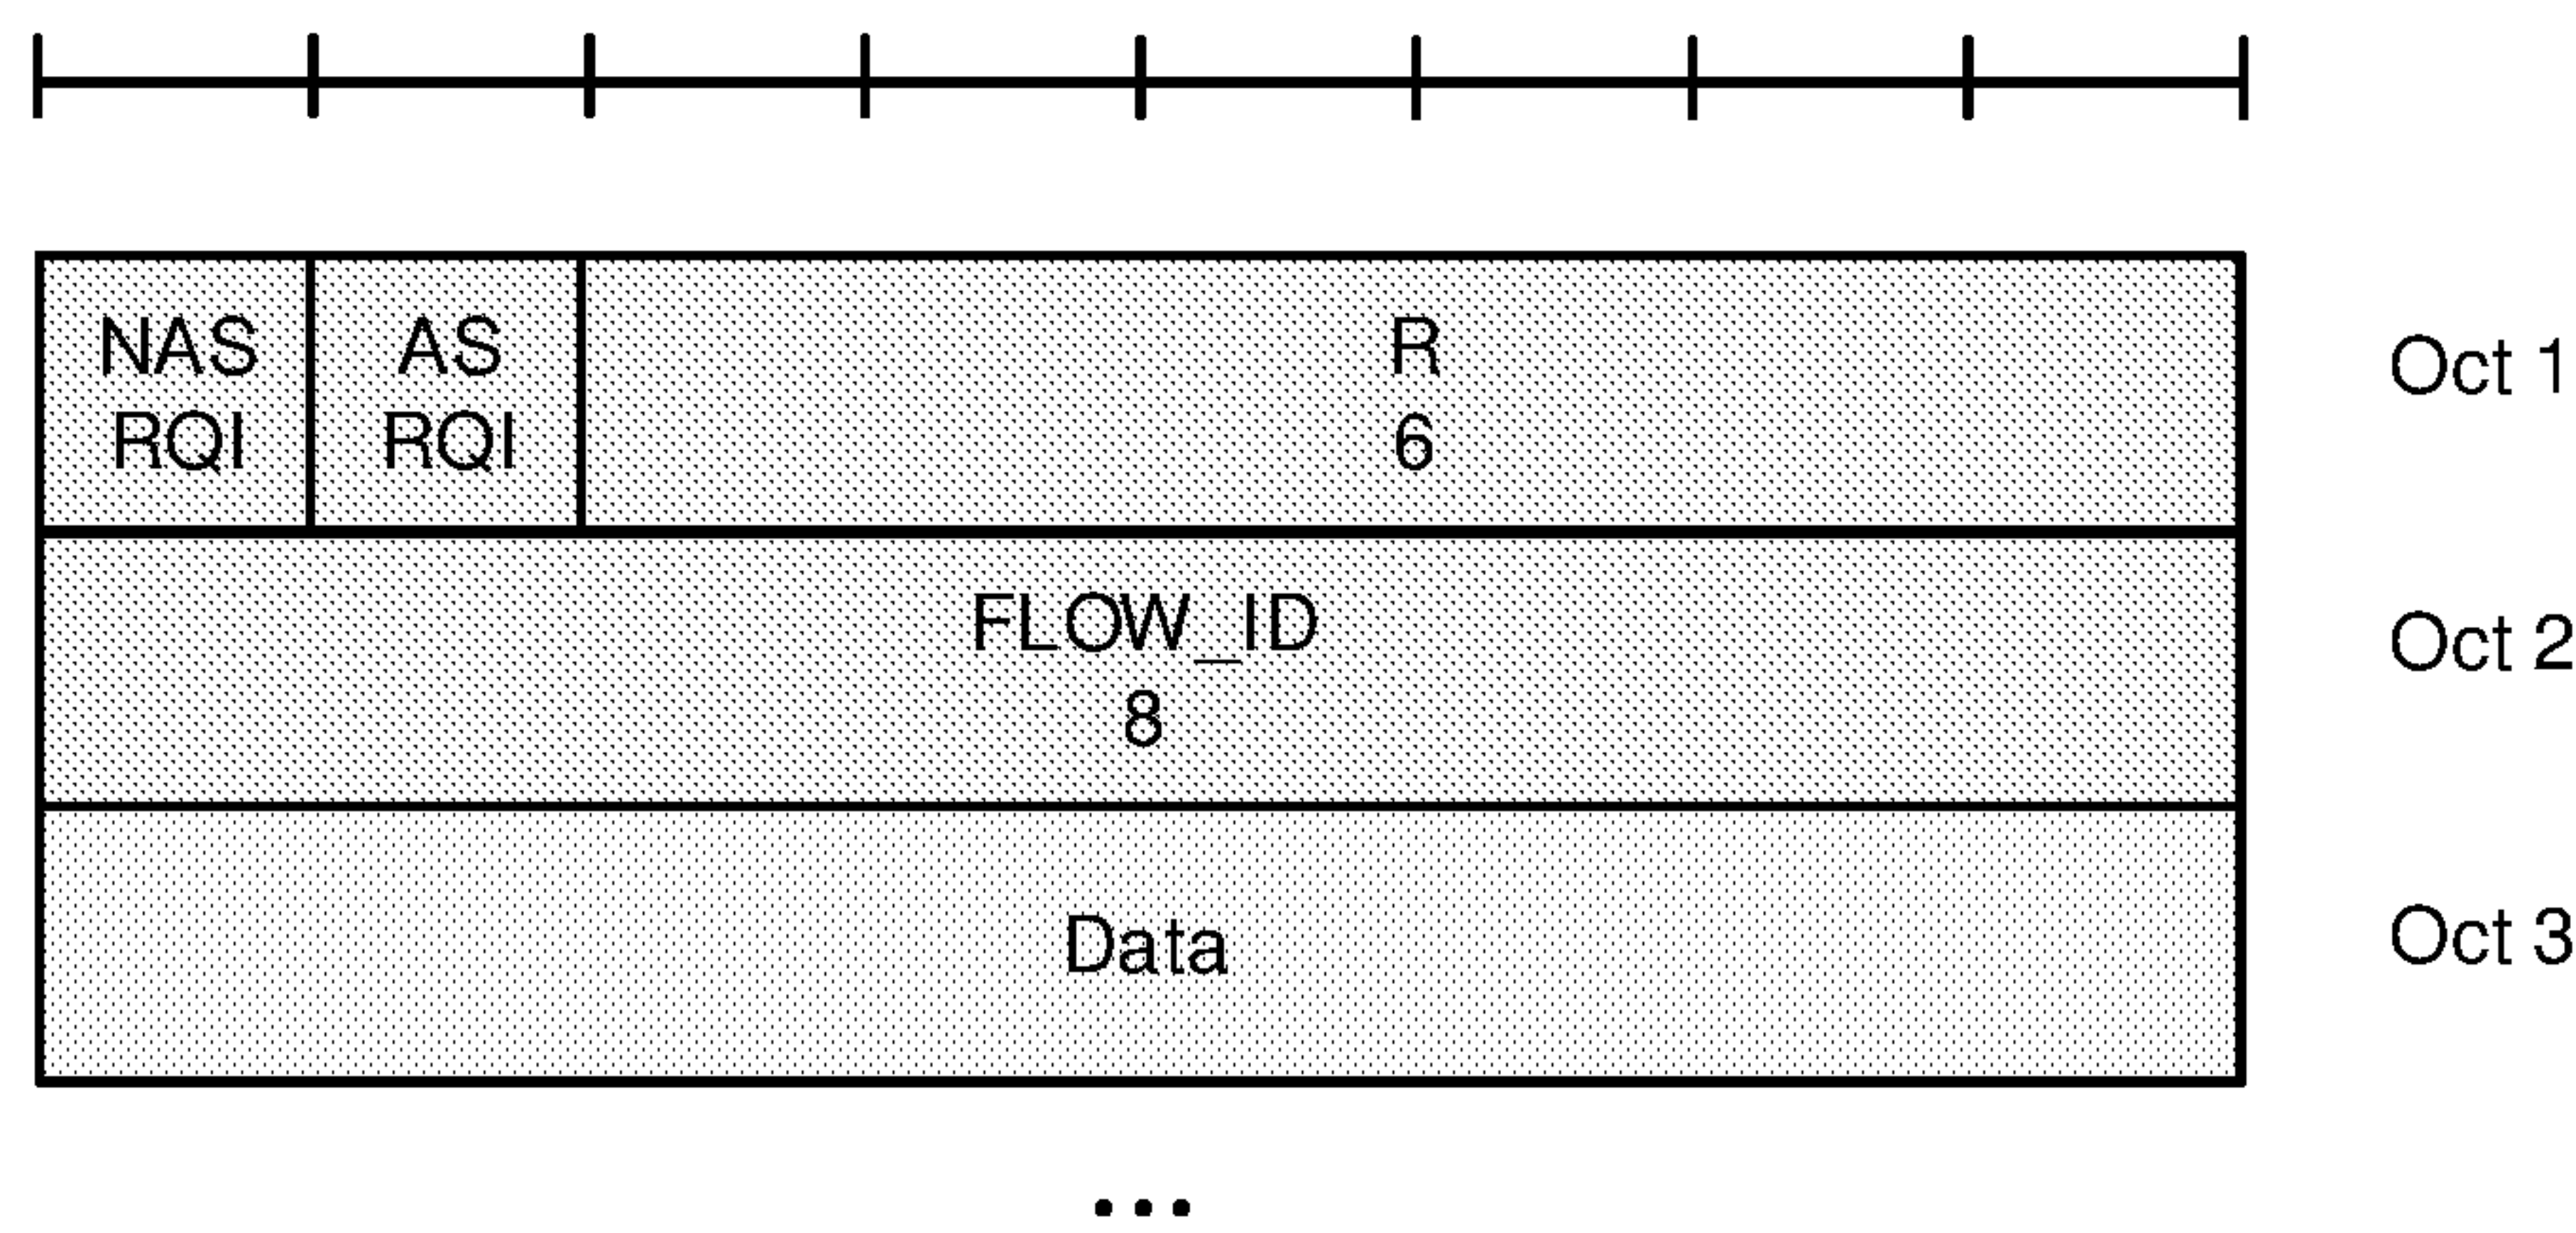 NAS
RQI
AS
RQI
R
6
Oct 1
FLOW_ID
8
Oct 2
Data
Oct 3
...